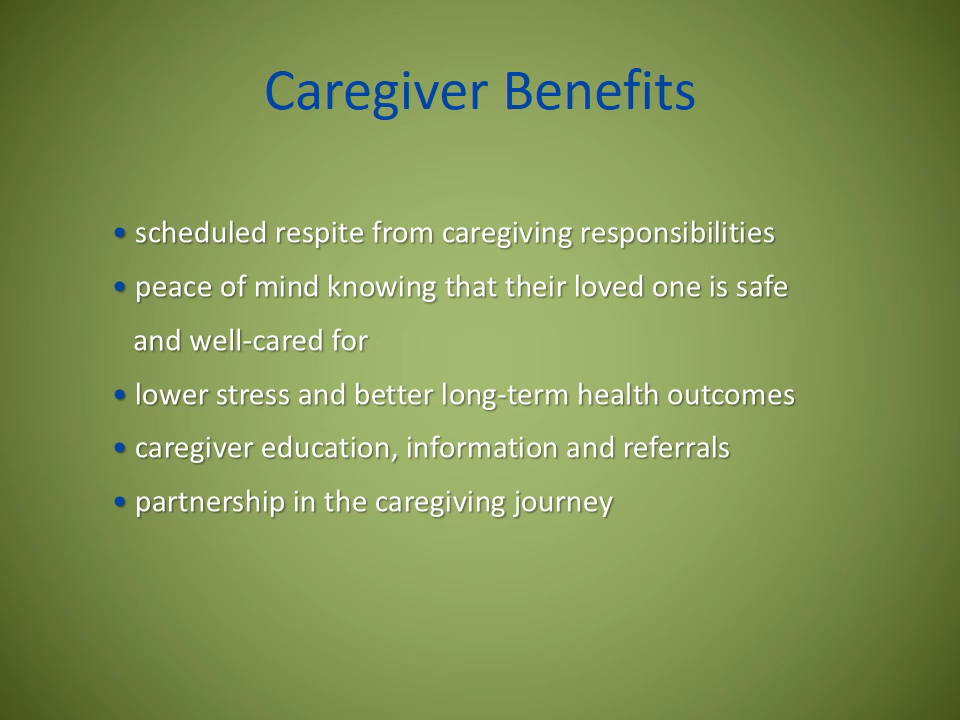 Caregiver Benefits
• scheduled respite from caregiving responsibilities
• peace of mind knowing that their loved one is safe
and well-cared for
• lower stress and better long-term health outcomes
• caregiver education, information and referrals
• partnership in the caregiving journey